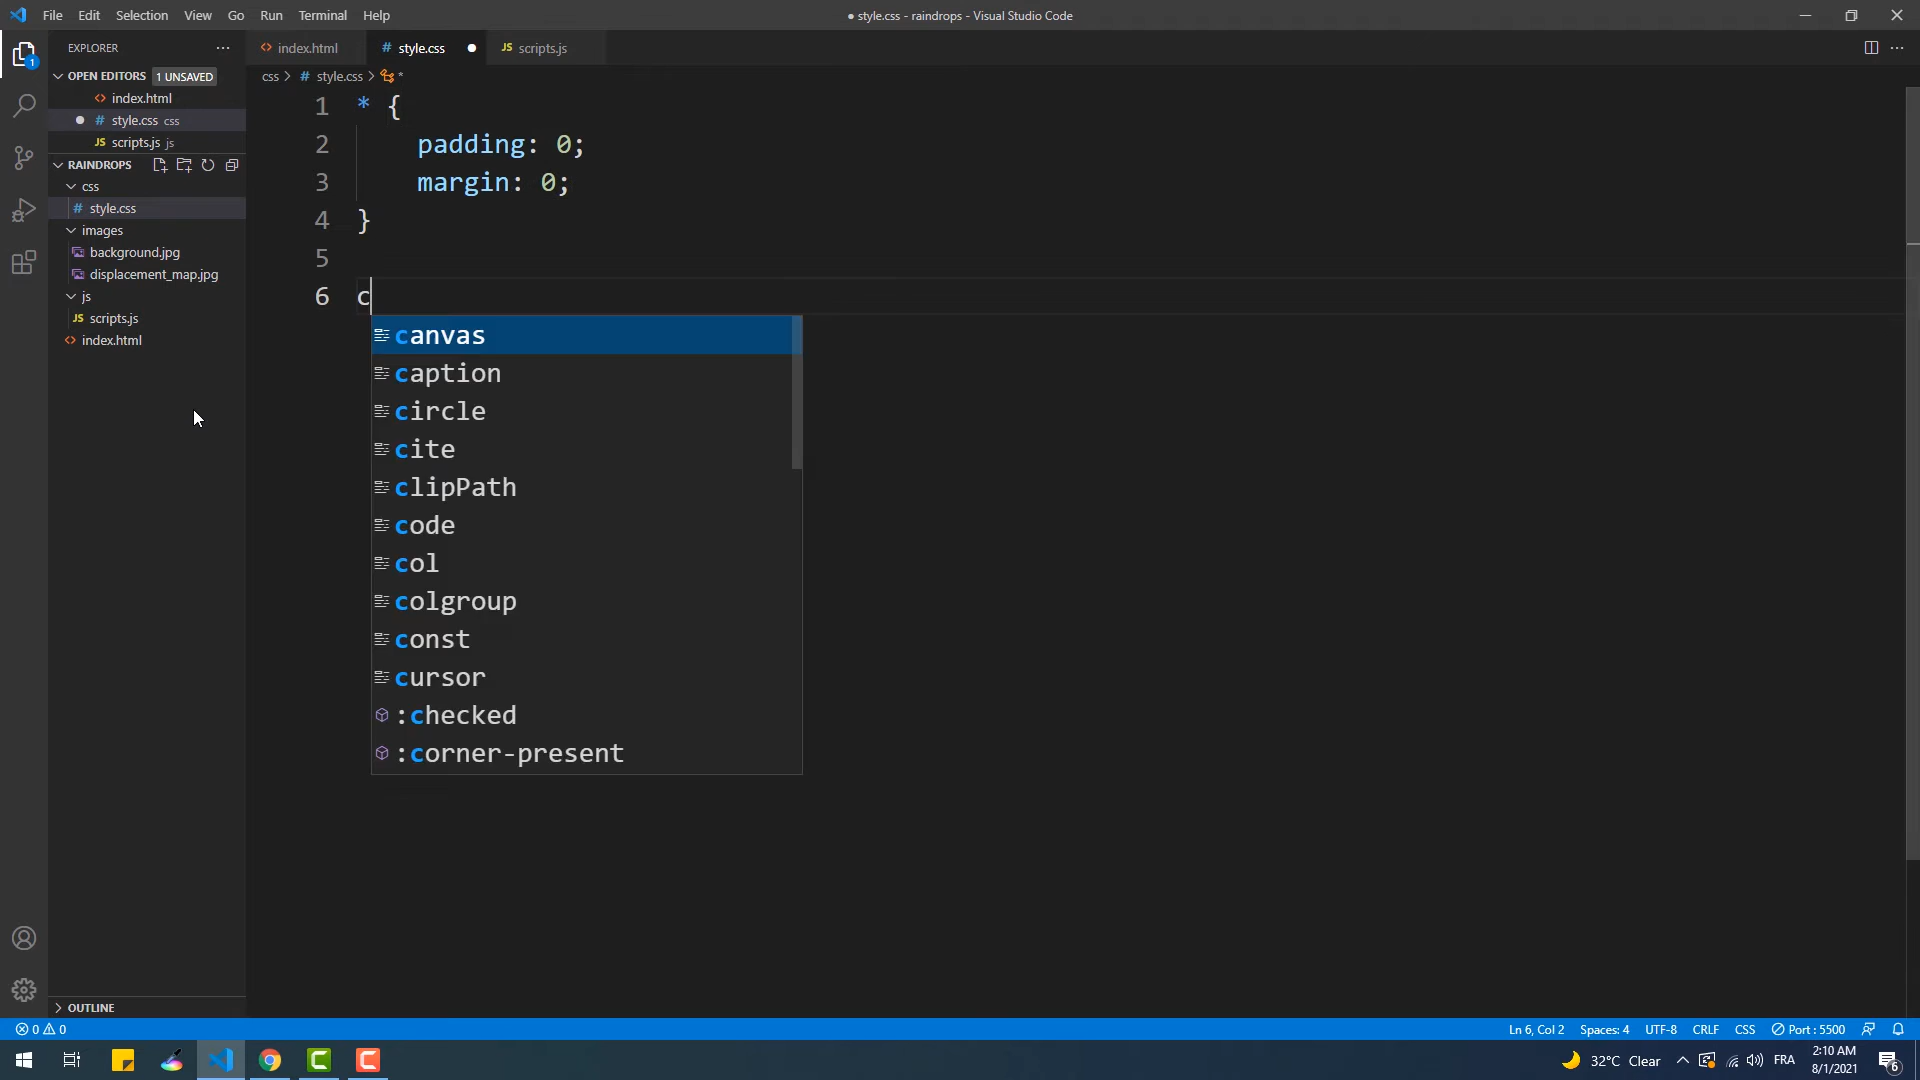 File Edit Selection View Go Run Terminal Help
● style.css - raindrops - Visual Studio Code
EXPLORER
index.html
# style.css
JS scripts.js
OPEN EDITORS 1 UNSAVED
css > # style.css > *
index.html
# style.css css
JS scripts.js js
RAINDROPS
css
# style.css
images
background.jpg
displacement_map.jpg
js
JS scripts.js
index.html
1 * {
2 padding: 0;
3 margin: 0;
4 }
5
6 c
canvas
caption
circle
cite
clipPath
code
col
colgroup
const
cursor
:checked
:corner-present
OUTLINE
1
0 0
Ln 6, Col 2 Spaces: 4 UTF-8 CRLF CSS Port : 5500
32°C Clear FRA
2:10 AM
8/1/2021
6